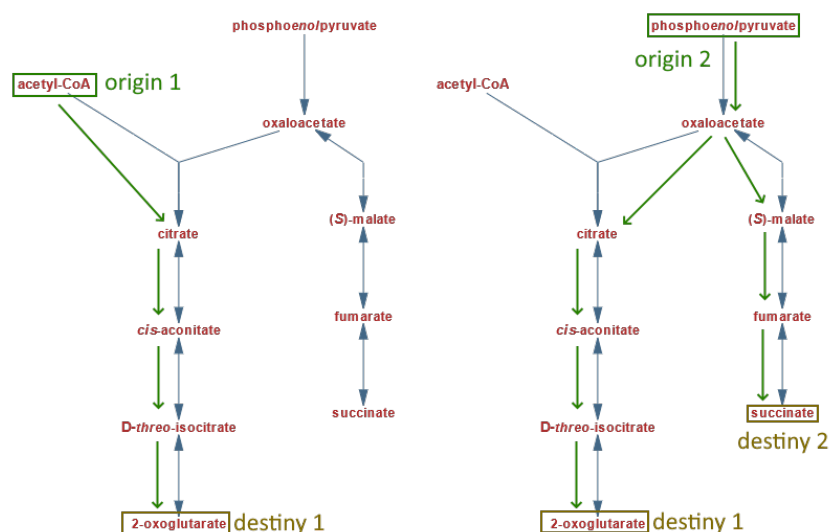 phosphoenolpyruvate
acetyl-CoA origin 1
oxaloacetate
(S)-malate
citrate
fumarate
cis-aconitate
succinate
D-threo-isocitrate
2-oxoglutarate destiny 1
phosphoenolpyruvate
origin 2
acetyl-CoA
oxaloacetate
(S)-malate
citrate
fumarate
cis-aconitate
succinate
destiny 2
D-threo-isocitrate
2-oxoglutarate destiny 1